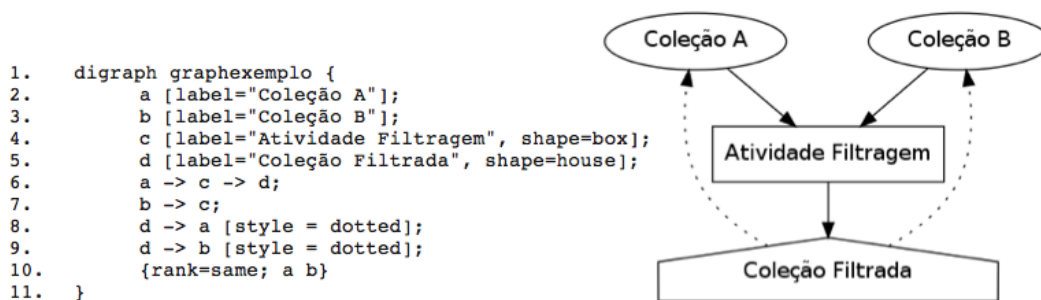 1. digraph graphexemplo {
2. a [label="Coleção A"];
3. b [label="Coleção B"];
4. c [label="Atividade Filtragem", shape=box];
5. d [label="Coleção Filtrada", shape=house];
6. a -> c -> d;
7. b -> c;
8. d -> a [style = dotted];
9. d -> b [style = dotted];
10. {rank=same; a b}
11. }
Coleção A
Coleção B
Atividade Filtragem
Coleção Filtrada